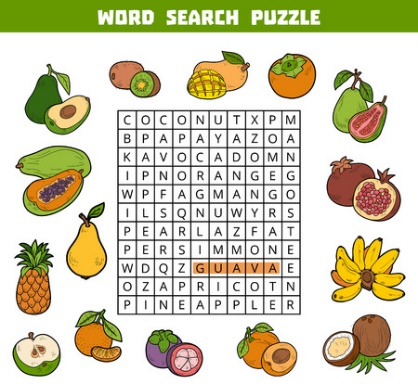 WORD SEARCH PUZZLE
C O C O N U T X P M
B P A P A Y A Z O A
K A V O C A D O M N
I P N O R A N G E G
W P F A G M A N G O
I L S Q N U W Y R S
P E A R L A Z F A T
P E R S I M M O N E
W D Q Z G U A V A E
O Z A P R I C O T N
P I N E A P P L E R